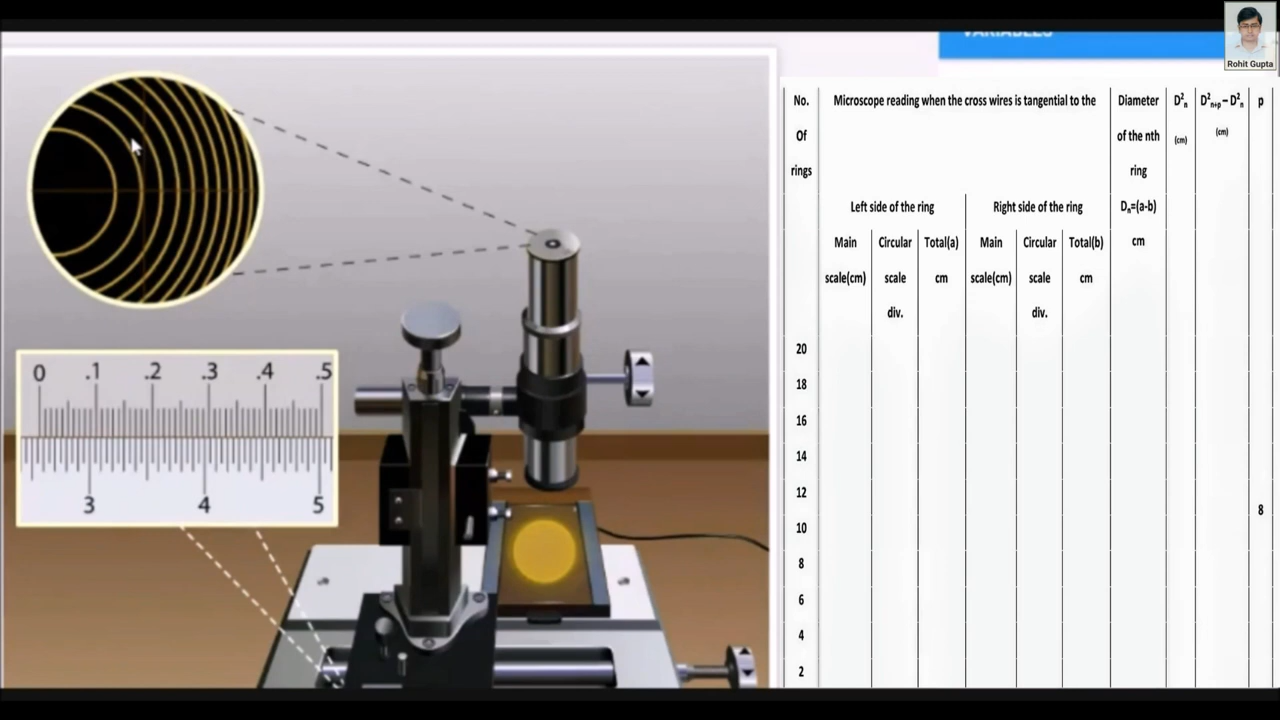 VARIABLES
Rohit Gupta
No.
Of
rings
Microscope reading when the cross wires is tangential to the
Diameter
of the nth
ring
Dₙ=(a-b)
cm
D²ₙ
(cm)
D²ₙ₊ₚ – D²ₙ
(cm)
p
Left side of the ring
Right side of the ring
Main
scale(cm)
Circular
scale
div.
Total(a)
cm
Main
scale(cm)
Circular
scale
div.
Total(b)
cm
0 .1 .2 .3 .4 .5
3 4 5
20
18
16
14
12
10
8
6
4
2
8